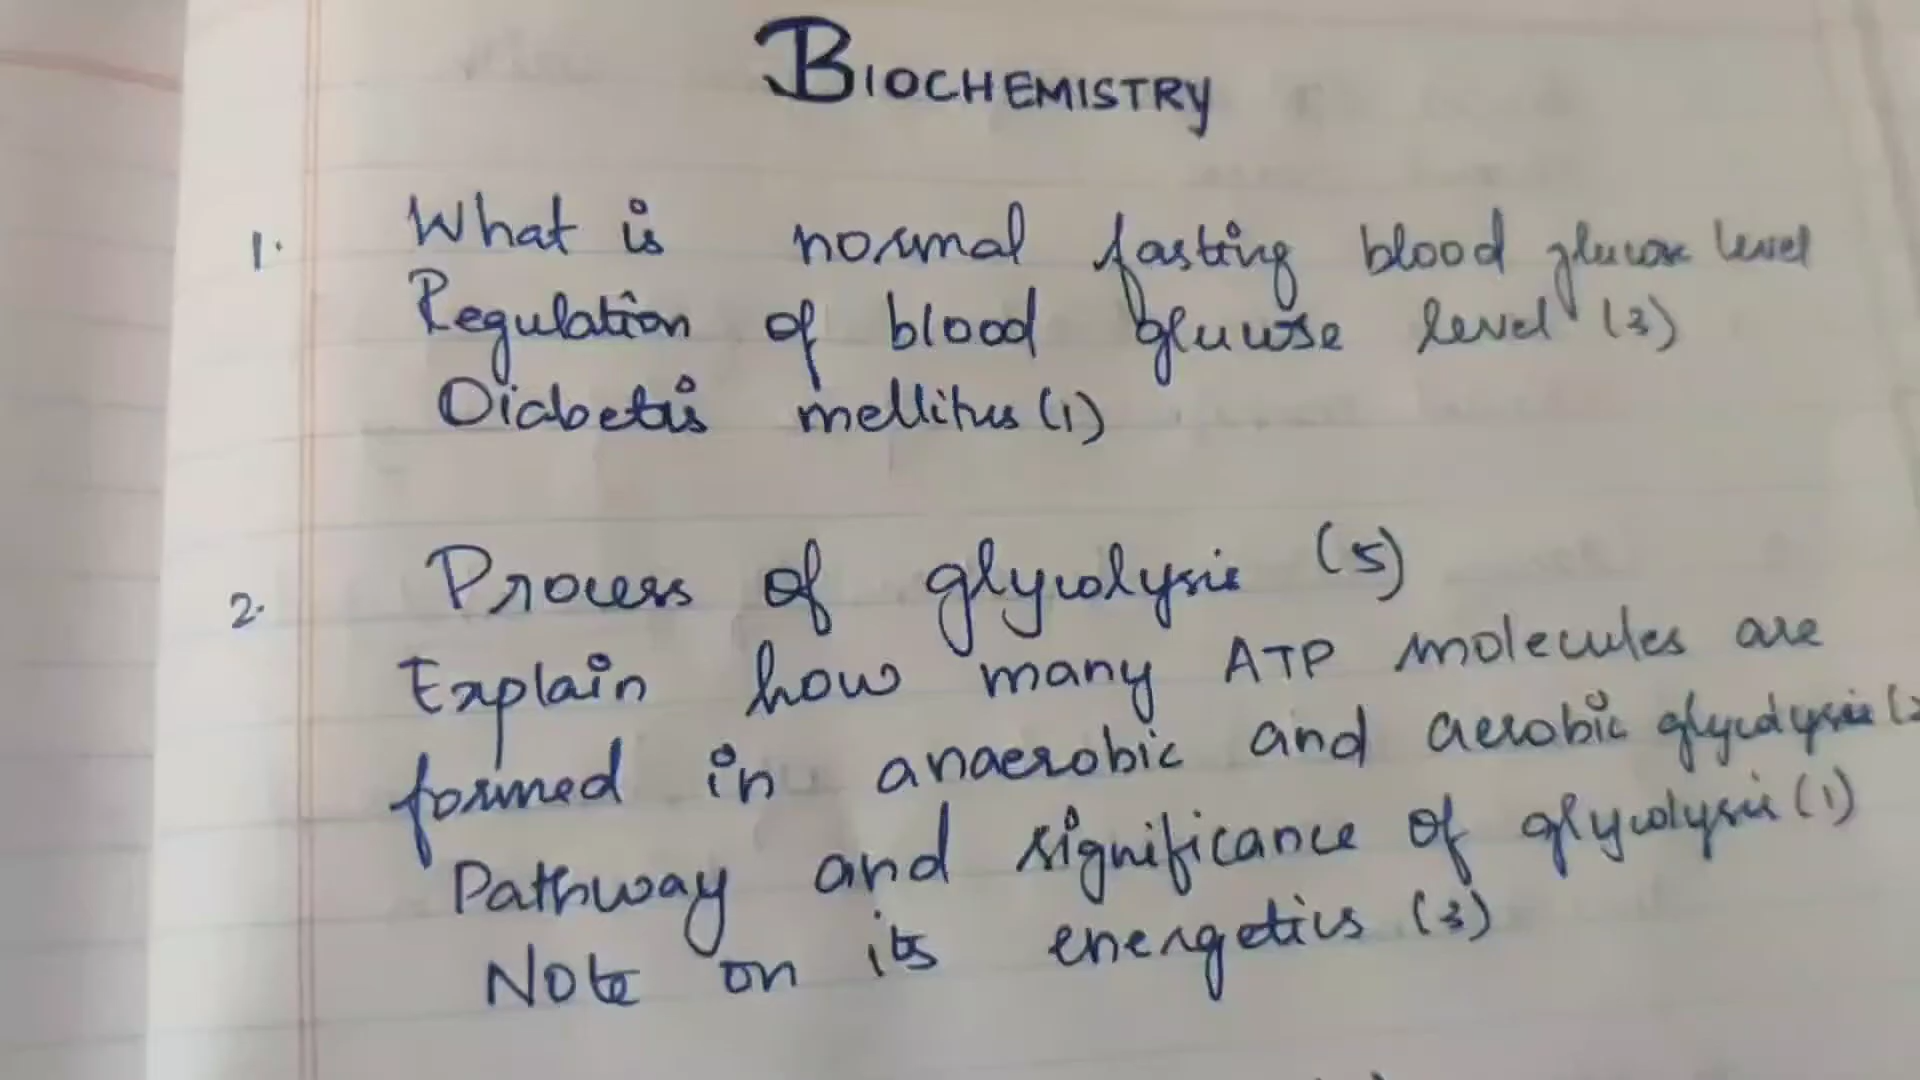 BIOCHEMISTRY
1. What is normal fasting blood glucose level
Regulation of blood glucose level (3)
Diabetis mellitus (1)
2. Process of glycolysis (5)
Explain how many ATP molecules are
formed in anaerobic and aerobic glycolysis
Pathway and significance of glycolysis (1)
Note on its energetics (3)